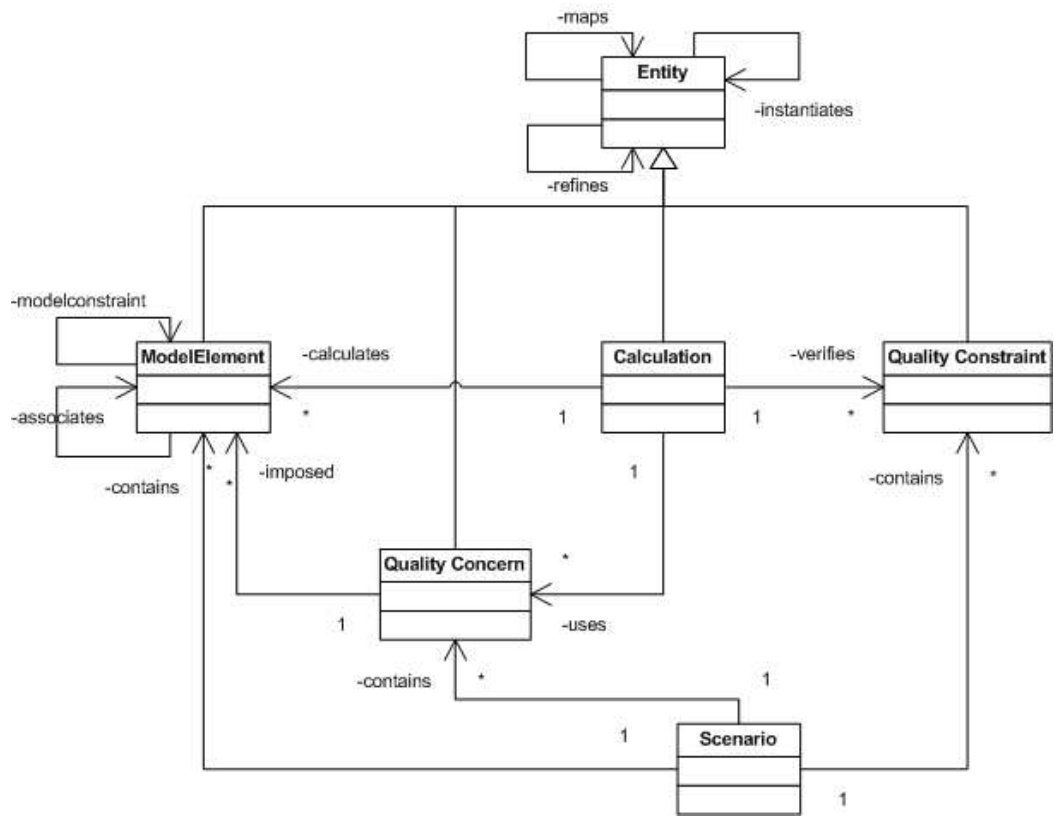 -maps
Entity
-instantiates
-refines
-modelconstraint
ModelElement
-calculates
Calculation
-verifies
Quality Constraint
-associates
*
1
1
*
-contains
*
*
-imposed
1
-contains
*
Quality Concern
*
1
-uses
-contains
*
1
1
Scenario
1